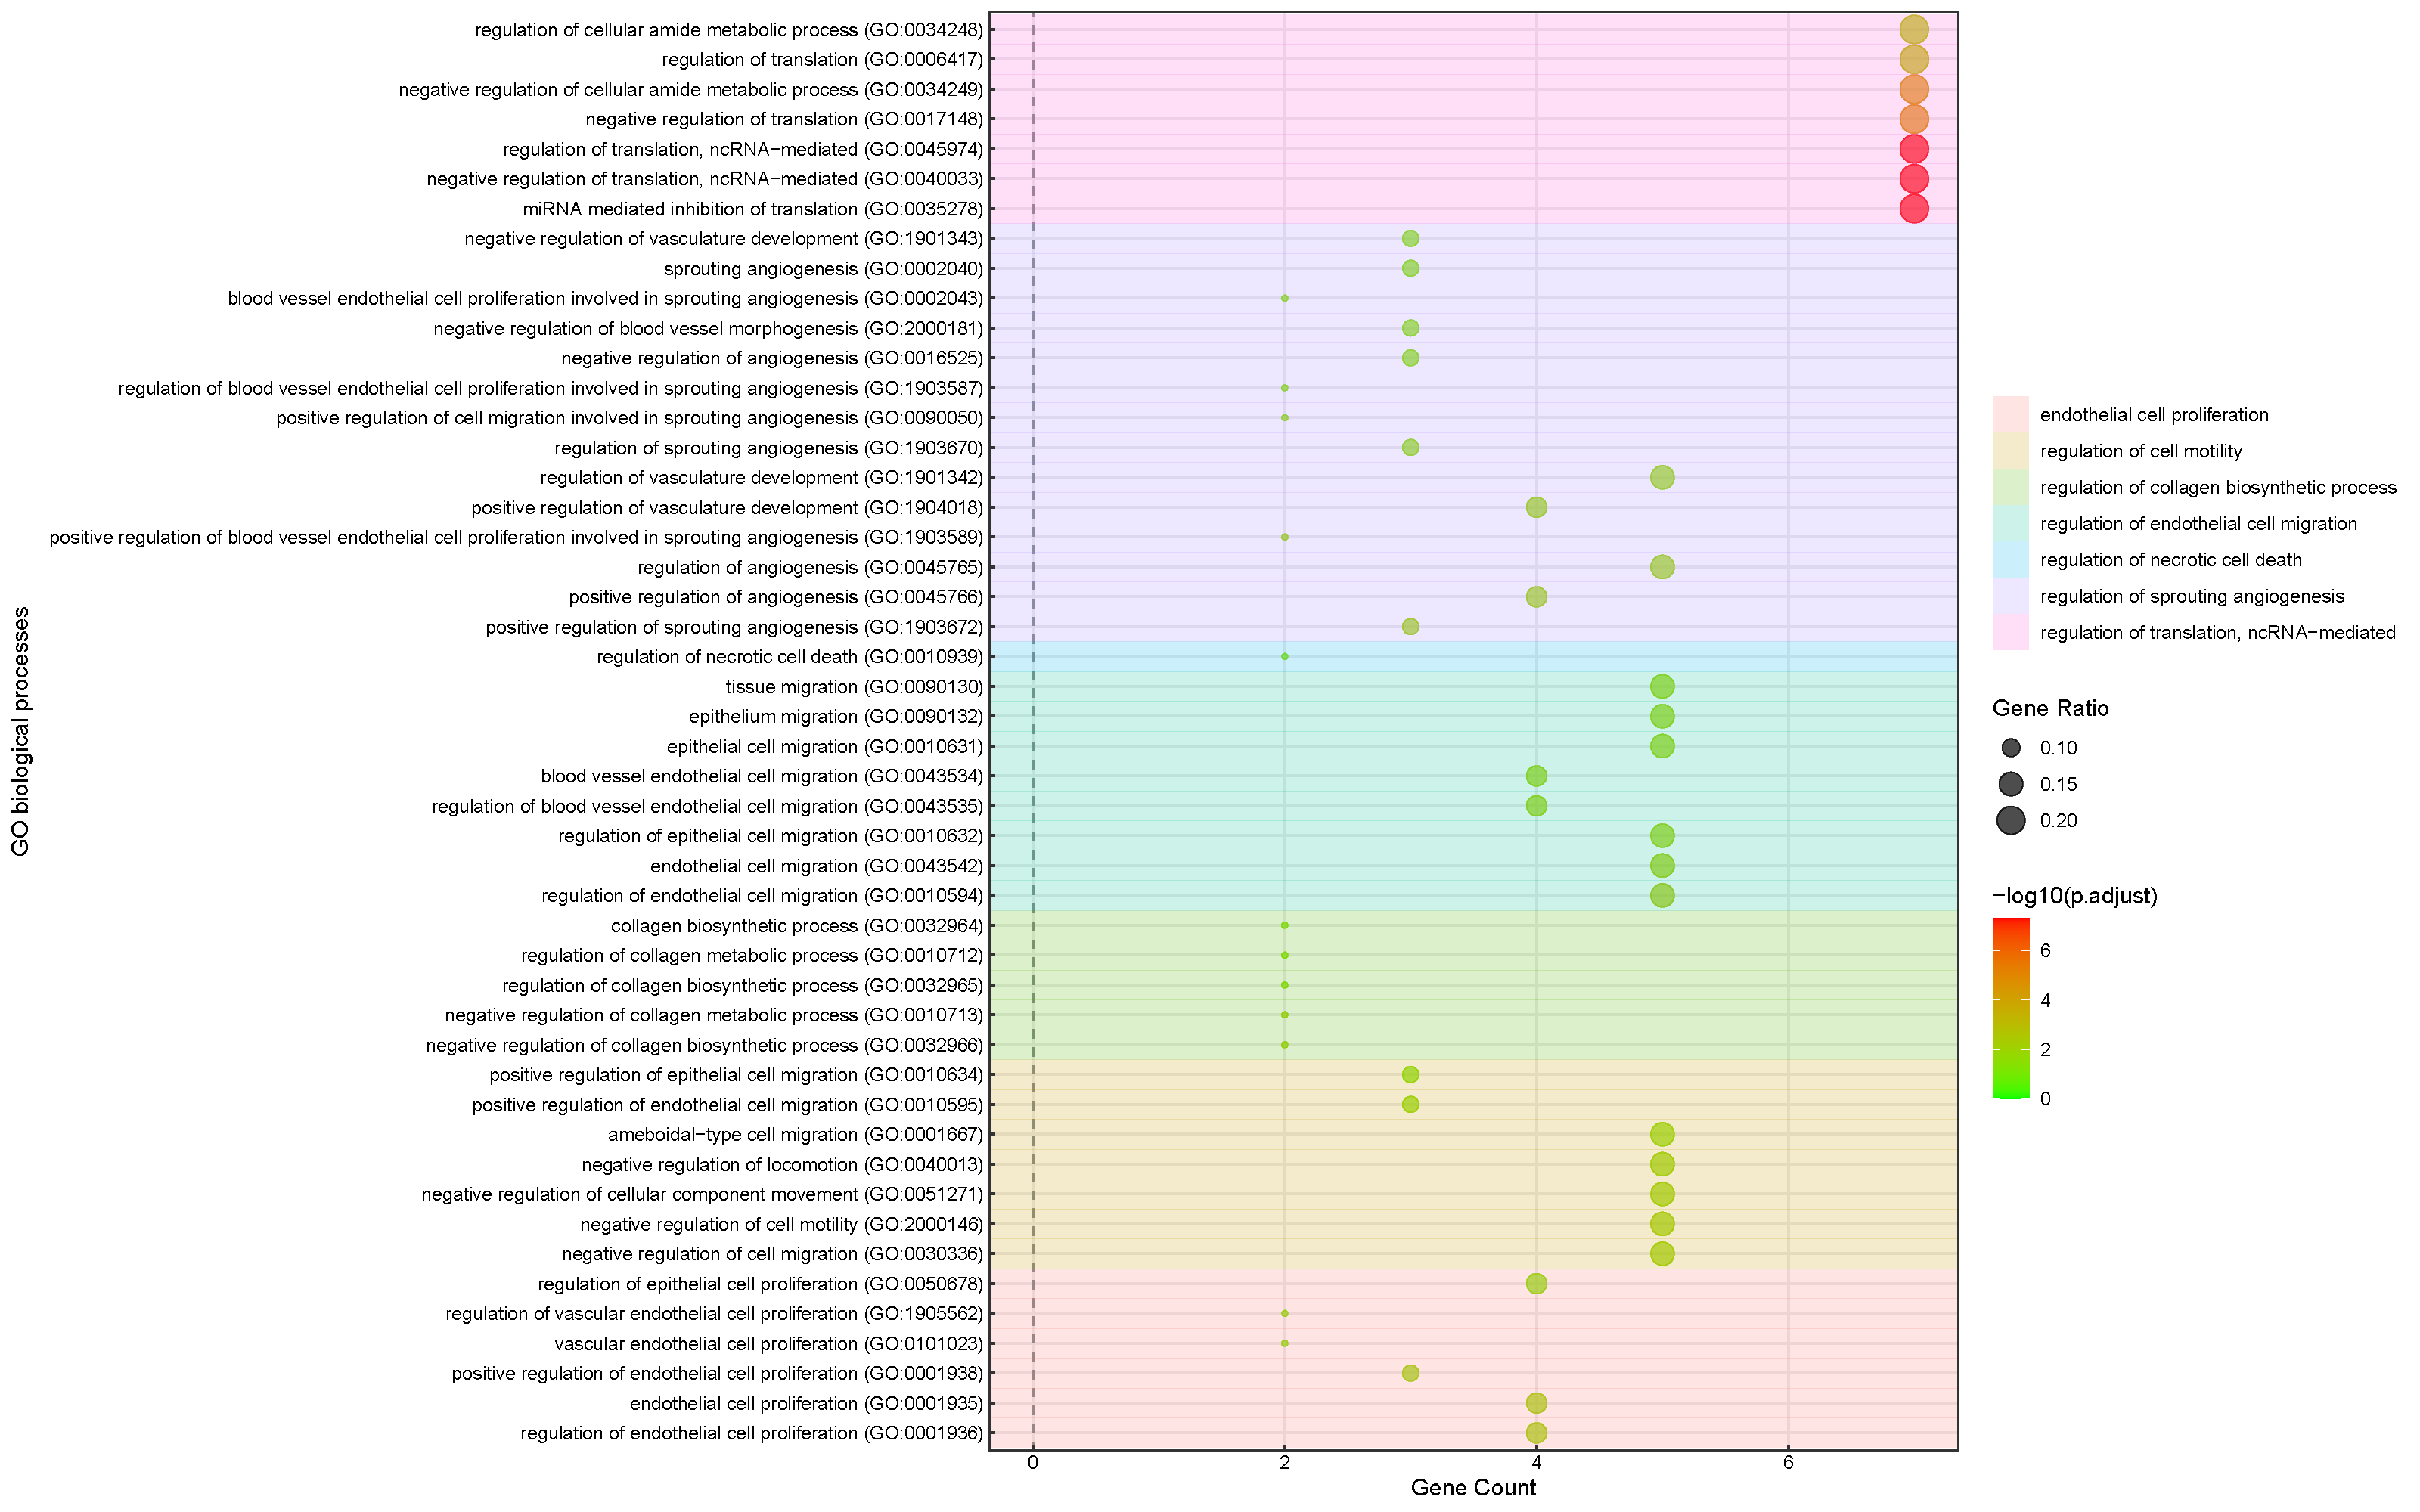 regulation of cellular amide metabolic process (GO:0034248)
regulation of translation (GO:0006417)
negative regulation of cellular amide metabolic process (GO:0034249)
negative regulation of translation (GO:0017148)
regulation of translation, ncRNA−mediated (GO:0045974)
negative regulation of translation, ncRNA−mediated (GO:0040033)
miRNA mediated inhibition of translation (GO:0035278)
negative regulation of vasculature development (GO:1901343)
sprouting angiogenesis (GO:0002040)
blood vessel endothelial cell proliferation involved in sprouting angiogenesis (GO:0002043)
negative regulation of blood vessel morphogenesis (GO:2000181)
negative regulation of angiogenesis (GO:0016525)
regulation of blood vessel endothelial cell proliferation involved in sprouting angiogenesis (GO:1903587)
positive regulation of cell migration involved in sprouting angiogenesis (GO:0090050)
regulation of sprouting angiogenesis (GO:1903670)
regulation of vasculature development (GO:1901342)
positive regulation of vasculature development (GO:1904018)
positive regulation of blood vessel endothelial cell proliferation involved in sprouting angiogenesis (GO:1903589)
regulation of angiogenesis (GO:0045765)
positive regulation of angiogenesis (GO:0045766)
positive regulation of sprouting angiogenesis (GO:1903672)
regulation of necrotic cell death (GO:0010939)
tissue migration (GO:0090130)
epithelium migration (GO:0090132)
epithelial cell migration (GO:0010631)
blood vessel endothelial cell migration (GO:0043534)
regulation of blood vessel endothelial cell migration (GO:0043535)
regulation of epithelial cell migration (GO:0010632)
endothelial cell migration (GO:0043542)
regulation of endothelial cell migration (GO:0010594)
collagen biosynthetic process (GO:0032964)
regulation of collagen metabolic process (GO:0010712)
regulation of collagen biosynthetic process (GO:0032965)
negative regulation of collagen metabolic process (GO:0010713)
negative regulation of collagen biosynthetic process (GO:0032966)
positive regulation of epithelial cell migration (GO:0010634)
positive regulation of endothelial cell migration (GO:0010595)
ameboidal−type cell migration (GO:0001667)
negative regulation of locomotion (GO:0040013)
negative regulation of cellular component movement (GO:0051271)
negative regulation of cell motility (GO:2000146)
negative regulation of cell migration (GO:0030336)
regulation of epithelial cell proliferation (GO:0050678)
regulation of vascular endothelial cell proliferation (GO:1905562)
vascular endothelial cell proliferation (GO:0101023)
positive regulation of endothelial cell proliferation (GO:0001938)
endothelial cell proliferation (GO:0001935)
regulation of endothelial cell proliferation (GO:0001936)
GO biological processes
0 2 4 6
Gene Count
endothelial cell proliferation
regulation of cell motility
regulation of collagen biosynthetic process
regulation of endothelial cell migration
regulation of necrotic cell death
regulation of sprouting angiogenesis
regulation of translation, ncRNA−mediated
Gene Ratio
0.10
0.15
0.20
−log10(p.adjust)
6
4
2
0